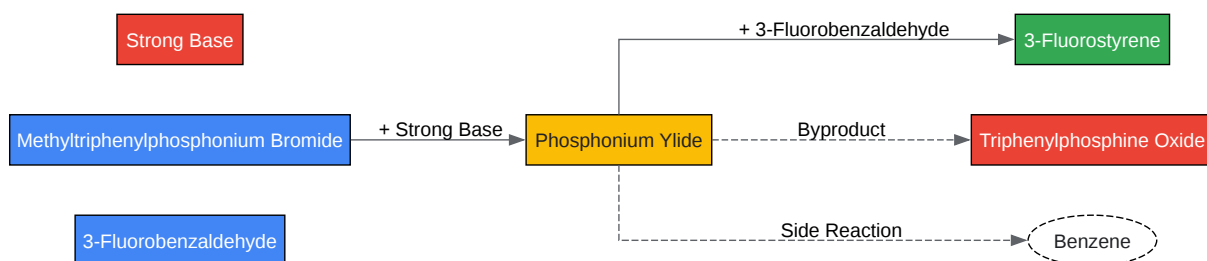 Strong Base
+ 3-Fluorobenzaldehyde
3-Fluorostyrene
Methyltriphenylphosphonium Bromide
+ Strong Base
Phosphonium Ylide
Byproduct
Triphenylphosphine Oxide
3-Fluorobenzaldehyde
Side Reaction
Benzene